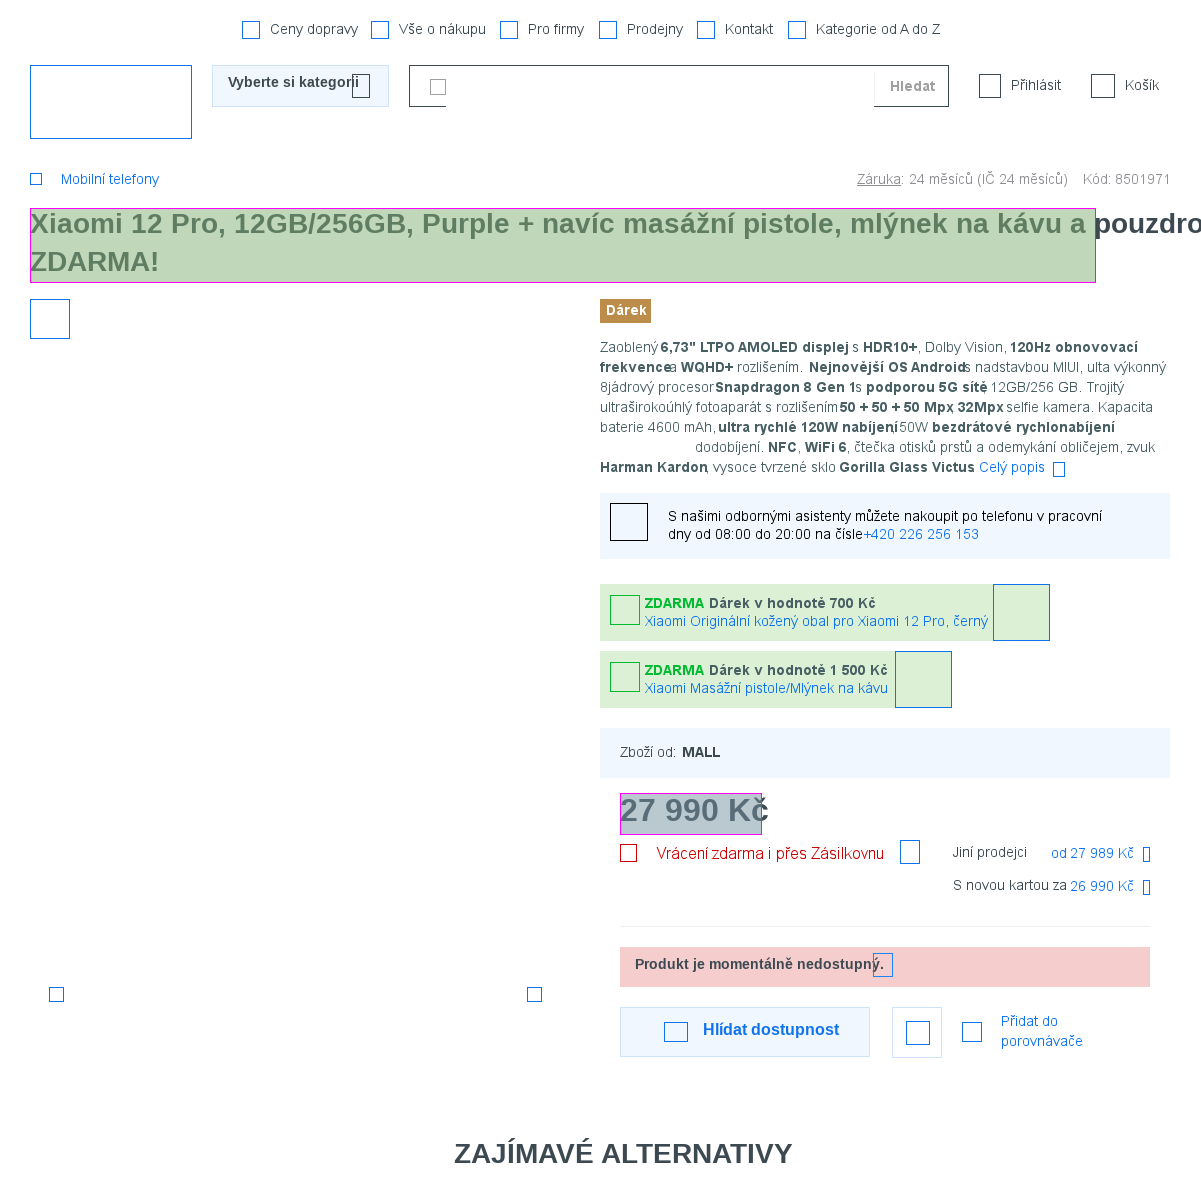 Ceny dopravy Vše o nákupu Pro firmy Prodejny Kontakt Kategorie od A do Z
Vyberte si kategorii Hledat Přihlásit Košík
Mobilní telefony Záruka: 24 měsíců (IČ 24 měsíců) Kód: 8501971
Xiaomi 12 Pro, 12GB/256GB, Purple + navíc masážní pistole, mlýnek na kávu a pouzdro
ZDARMA!
Dárek
Zaoblený 6,73" LTPO AMOLED displej s HDR10+, Dolby Vision, 120Hz obnovovací
frekvence a WQHD+ rozlišením. Nejnovější OS Android s nadstavbou MIUI, ulta výkonný
8jádrový procesor Snapdragon 8 Gen 1 s podporou 5G sítě, 12GB/256 GB. Trojitý
ultraširokoúhlý fotoaparát s rozlišením 50 + 50 + 50 Mpx, 32Mpx selfie kamera. Kapacita
baterie 4600 mAh, ultra rychlé 120W nabíjení, 50W bezdrátové rychlonabíjení
dodobíjení. NFC, WiFi 6, čtečka otisků prstů a odemykání obličejem, zvuk
Harman Kardon, vysoce tvrzené sklo Gorilla Glass Victus. Celý popis
S našimi odbornými asistenty můžete nakoupit po telefonu v pracovní
dny od 08:00 do 20:00 na čísle +420 226 256 153
ZDARMA Dárek v hodnotě 700 Kč
Xiaomi Originální kožený obal pro Xiaomi 12 Pro, černý
ZDARMA Dárek v hodnotě 1 500 Kč
Xiaomi Masážní pistole/Mlýnek na kávu
Zboží od: MALL
27 990 Kč
Vrácení zdarma i přes Zásilkovnu Jiní prodejci od 27 989 Kč
S novou kartou za 26 990 Kč
Produkt je momentálně nedostupný.
Hlídat dostupnost Přidat do
porovnávače
ZAJÍMAVÉ ALTERNATIVY